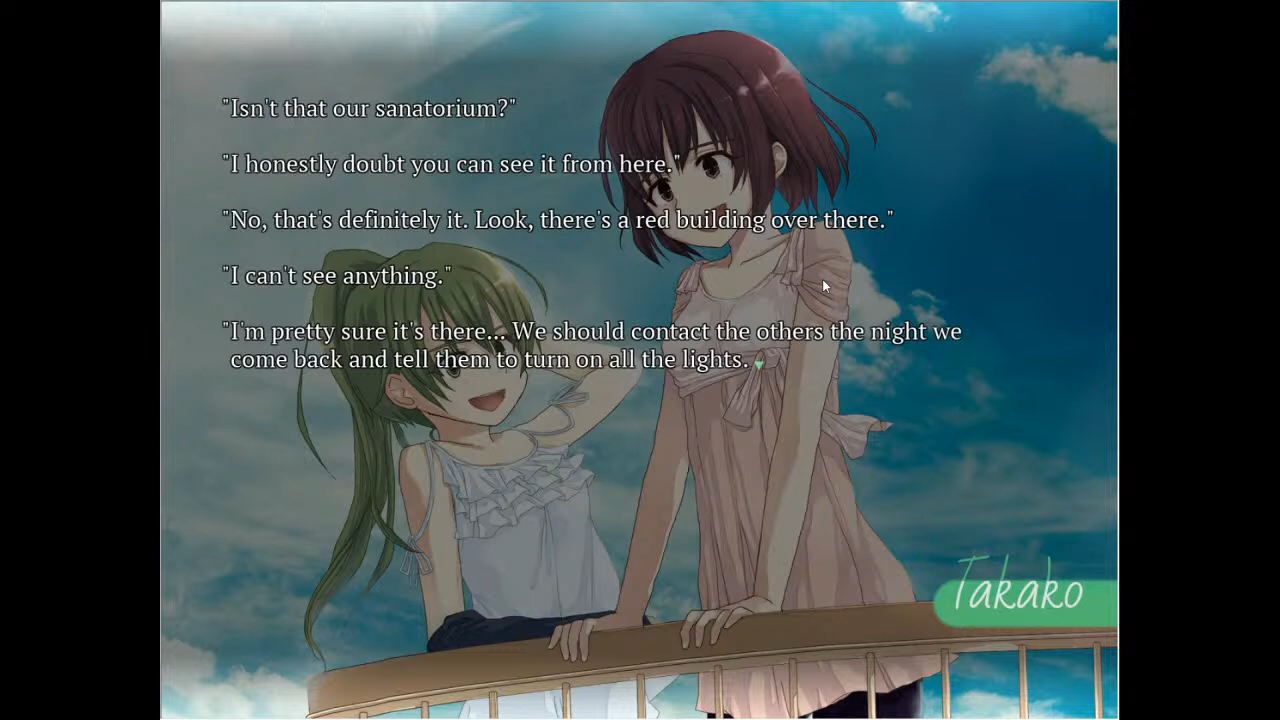 "Isn't that our sanatorium?"
"I honestly doubt you can see it from here."
"No, that's definitely it. Look, there's a red building over there."
"I can't see anything."
"I'm pretty sure it's there... We should contact the others the night we
come back and tell them to turn on all the lights.
Takako